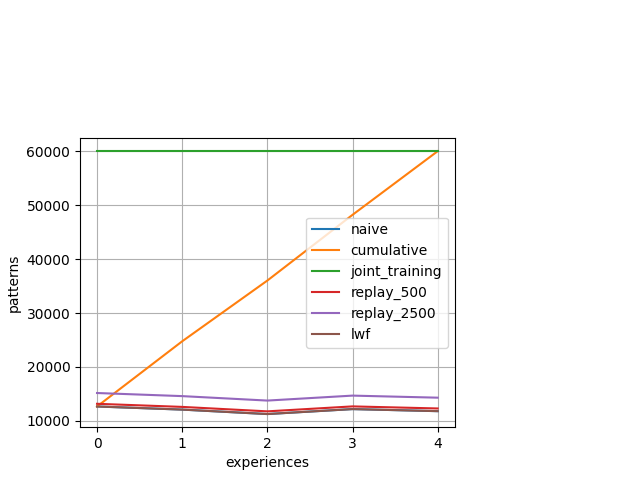 60000
50000
40000
30000
20000
10000
patterns
0
1
2
3
4
experiences
naive
cumulative
joint_training
replay_500
replay_2500
lwf